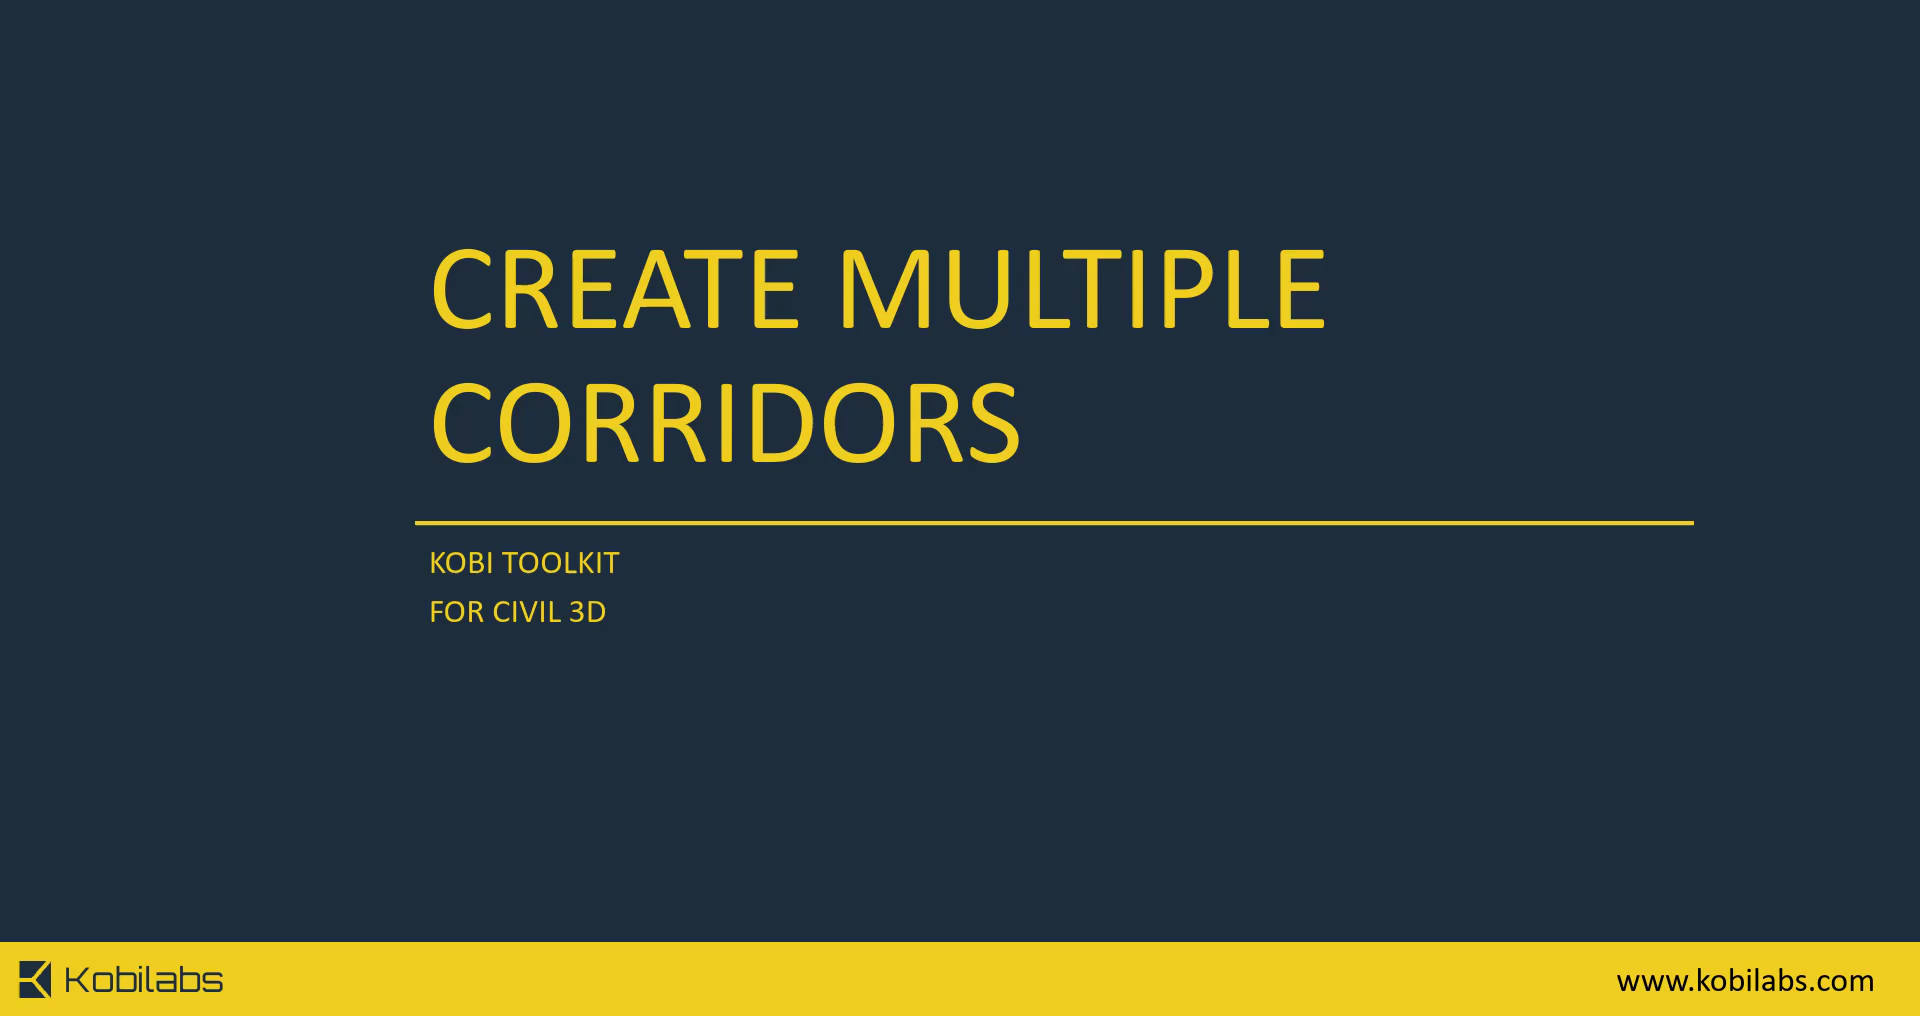 CREATE MULTIPLE
CORRIDORS
KOBI TOOLKIT
FOR CIVIL 3D
Kobilabs
www.kobilabs.com